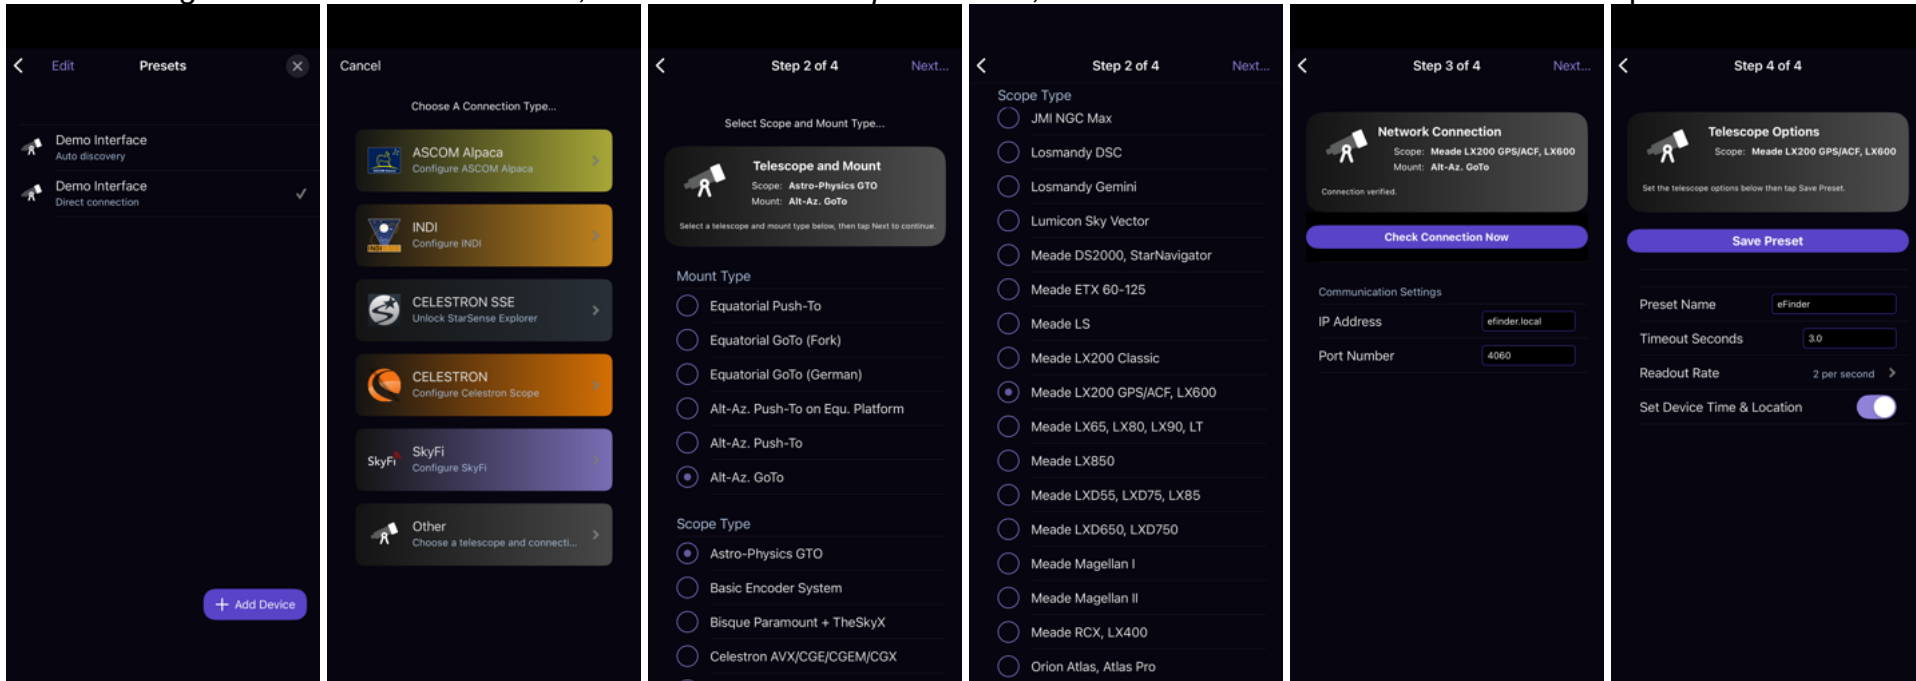 Edit
Presets
Demo Interface
Auto discovery
Demo Interface
Direct connection
+ Add Device
Cancel
Choose A Connection Type...
ASCOM Alpaca
Configure ASCOM Alpaca
INDI
Configure INDI
CELESTRON SSE
Unlock StarSense Explorer
CELESTRON
Configure Celestron Scope
SkyFi
SkyFi
Configure SkyFi
Other
Choose a telescope and connecti...
Step 2 of 4
Next...
Select Scope and Mount Type...
Telescope and Mount
Scope: Astro-Physics GTO
Mount: Alt-Az. GoTo
Select a telescope and mount type below, then tap Next to continue.
Mount Type
Equatorial Push-To
Equatorial GoTo (Fork)
Equatorial GoTo (German)
Alt-Az. Push-To on Equ. Platform
Alt-Az. Push-To
Alt-Az. GoTo
Scope Type
Astro-Physics GTO
Basic Encoder System
Bisque Paramount + TheSkyX
Celestron AVX/CGE/CGEM/CGX
Step 2 of 4
Next...
Scope Type
JMI NGC Max
Losmandy DSC
Losmandy Gemini
Lumicon Sky Vector
Meade DS2000, StarNavigator
Meade ETX 60-125
Meade LS
Meade LX200 Classic
Meade LX200 GPS/ACF, LX600
Meade LX65, LX80, LX90, LT
Meade LX850
Meade LXD55, LXD75, LX85
Meade LXD650, LXD750
Meade Magellan I
Meade Magellan II
Meade RCX, LX400
Orion Atlas, Atlas Pro
Step 3 of 4
Next...
Network Connection
Scope: Meade LX200 GPS/ACF, LX600
Mount: Alt-Az. GoTo
Connection verified.
Check Connection Now
Communication Settings
IP Address
efinder.local
Port Number
4060
Step 4 of 4
Telescope Options
Scope: Meade LX200 GPS/ACF, LX600
Set the telescope options below then tap Save Preset.
Save Preset
Preset Name
eFinder
Timeout Seconds
3.0
Readout Rate
2 per second
Set Device Time & Location